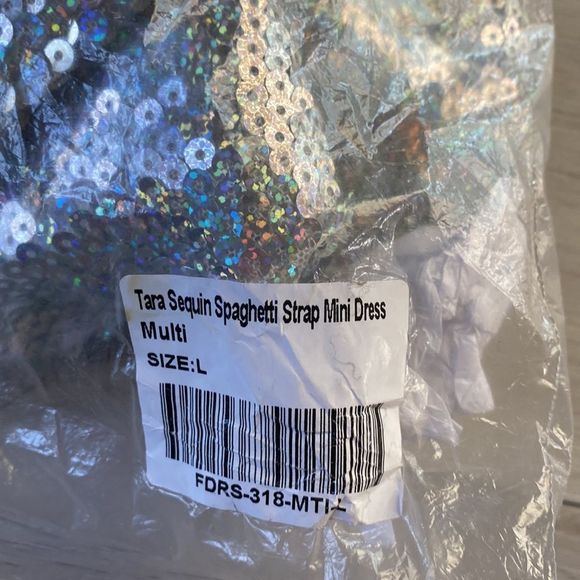 Tara Sequin Spaghetti Strap Mini Dress
Multi
SIZE:L
FDRS-318-MTI-L